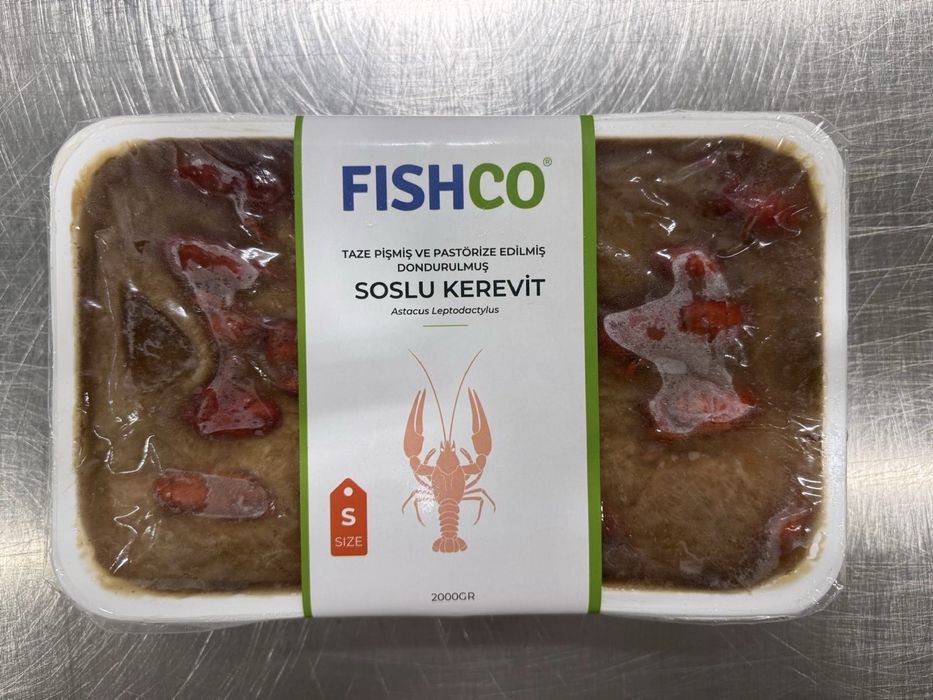 FISHCO®
TAZE PİŞMİŞ VE PASTÖRİZE EDİLMİŞ
DONDURULMUŞ
SOSLU KEREVİT
Astacus Leptodactylus
S
SIZE
2000GR